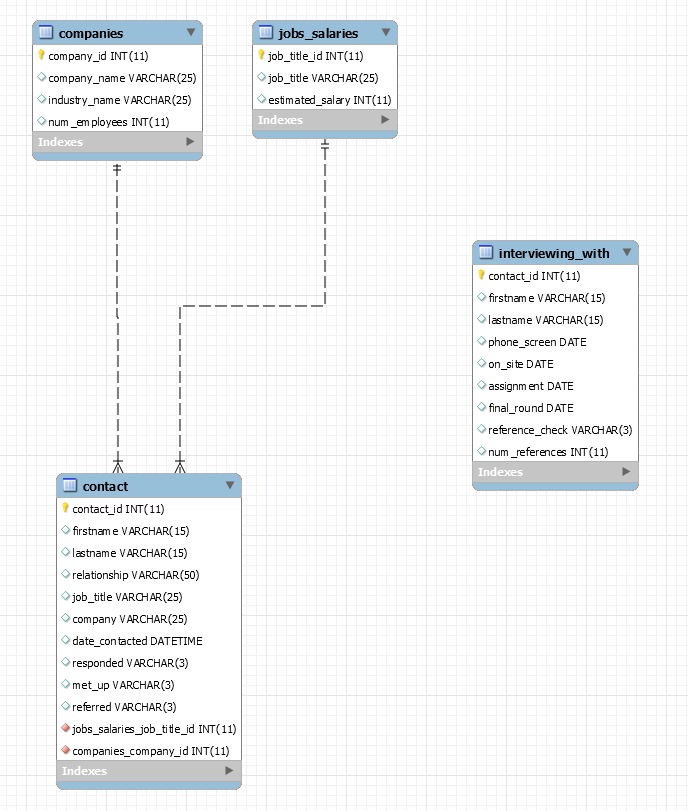 companies
company_id INT(11)
company_name VARCHAR(25)
industry_name VARCHAR(25)
num_employees INT(11)
Indexes
jobs_salaries
job_title_id INT(11)
job_title VARCHAR(25)
estimated_salary INT(11)
Indexes
interviewing_with
contact_id INT(11)
firstname VARCHAR(15)
lastname VARCHAR(15)
phone_screen DATE
on_site DATE
assignment DATE
final_round DATE
reference_check VARCHAR(3)
num_references INT(11)
Indexes
contact
contact_id INT(11)
firstname VARCHAR(15)
lastname VARCHAR(15)
relationship VARCHAR(50)
job_title VARCHAR(25)
company VARCHAR(25)
date_contacted DATETIME
responded VARCHAR(3)
met_up VARCHAR(3)
referred VARCHAR(3)
jobs_salaries_job_title_id INT(11)
companies_company_id INT(11)
Indexes